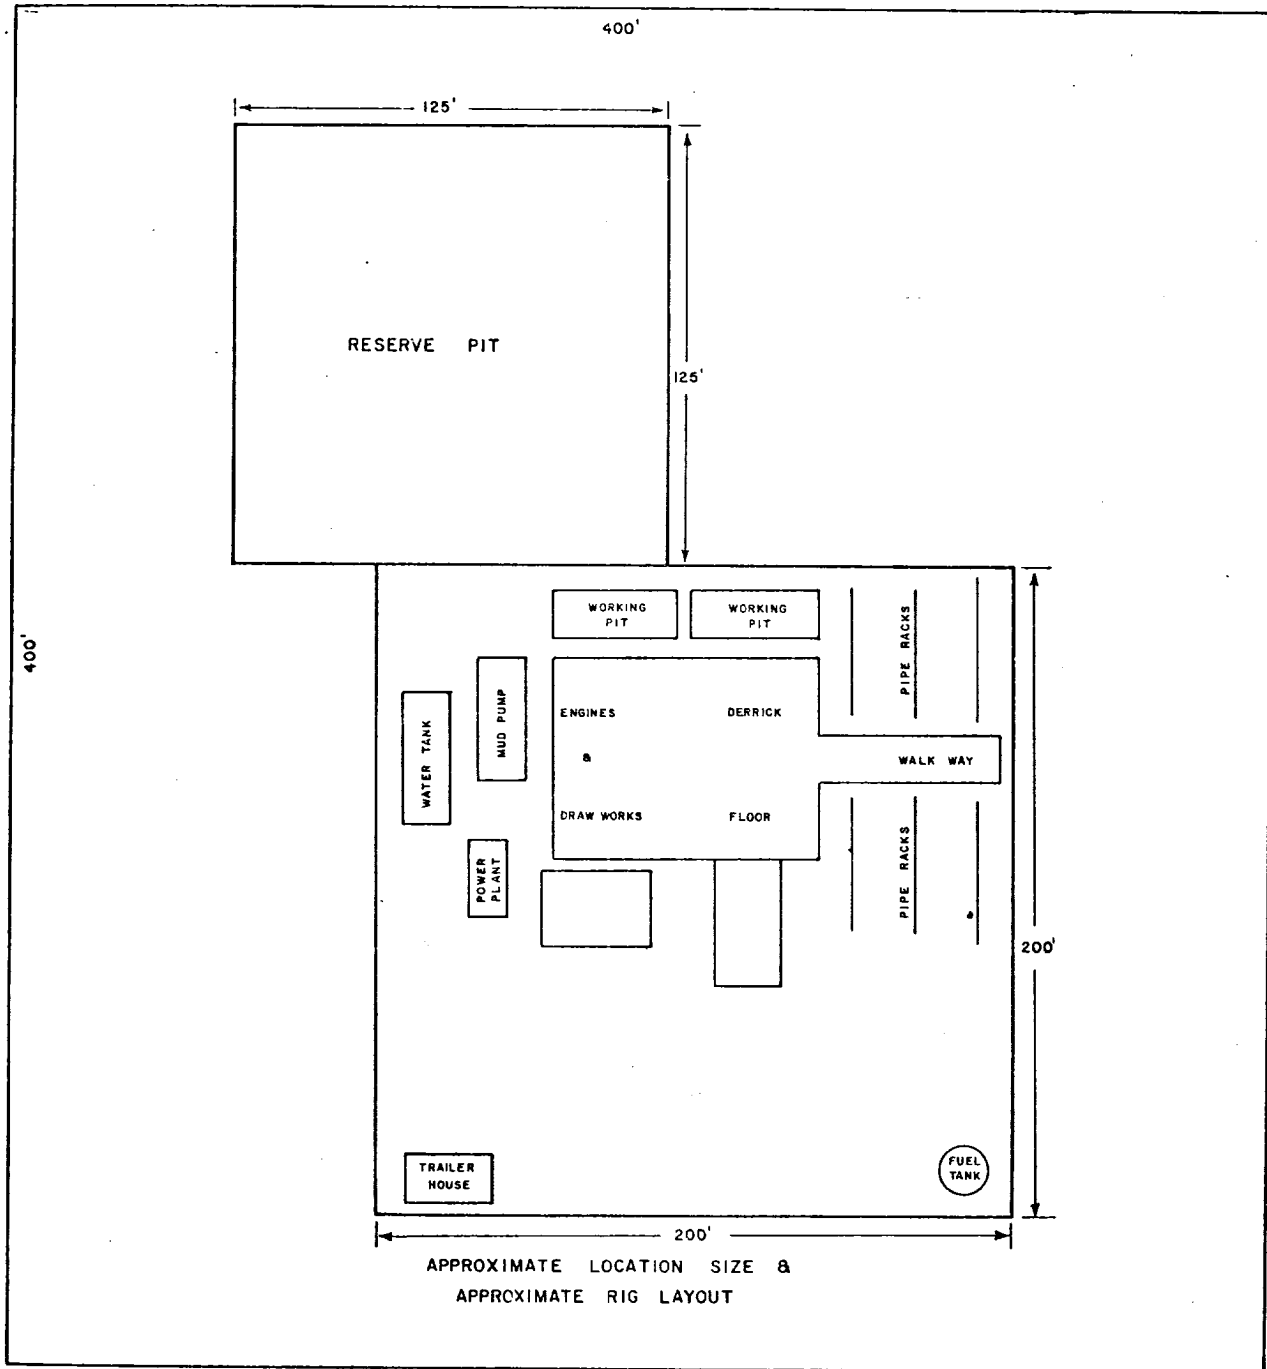 400'
125'
RESERVE PIT
125'
400'
WORKING
PIT
WORKING
PIT
PIPE RACKS
MUD PUMP
WATER TANK
ENGINES
&
DRAW WORKS
DERRICK
FLOOR
WALK WAY
POWER
PLANT
PIPE RACKS
200'
TRAILER
HOUSE
FUEL
TANK
200'
APPROXIMATE LOCATION SIZE &
APPROXIMATE RIG LAYOUT